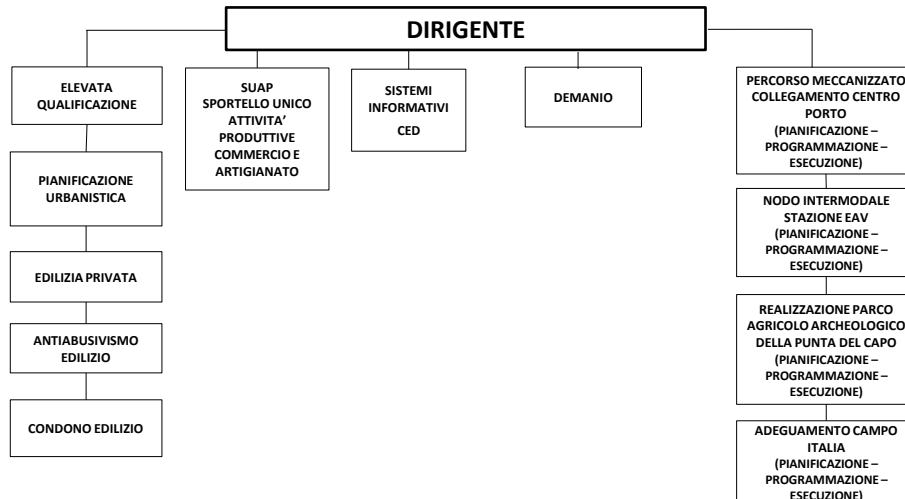 DIRIGENTE
ELEVATA
QUALIFICAZIONE
PIANIFICAZIONE
URBANISTICA
EDILIZIA PRIVATA
ANTIABUSIVISMO
EDILIZIO
CONDONO EDILIZIO
SUAP
SPORTELLO UNICO
ATTIVITA’
PRODUTTIVE
COMMERCIO E
ARTIGIANATO
SISTEMI
INFORMATIVI
CED
DEMANIO
PERCORSO MECCANIZZATO
COLLEGAMENTO CENTRO
PORTO
(PIANIFICAZIONE –
PROGRAMMAZIONE –
ESECUZIONE)
NODO INTERMODALE
STAZIONE EAV
(PIANIFICAZIONE –
PROGRAMMAZIONE –
ESECUZIONE)
REALIZZAZIONE PARCO
AGRICOLO ARCHEOLOGICO
DELLA PUNTA DEL CAPO
(PIANIFICAZIONE –
PROGRAMMAZIONE –
ESECUZIONE)
ADEGUAMENTO CAMPO
ITALIA
(PIANIFICAZIONE –
PROGRAMMAZIONE –
ESECUZIONE)